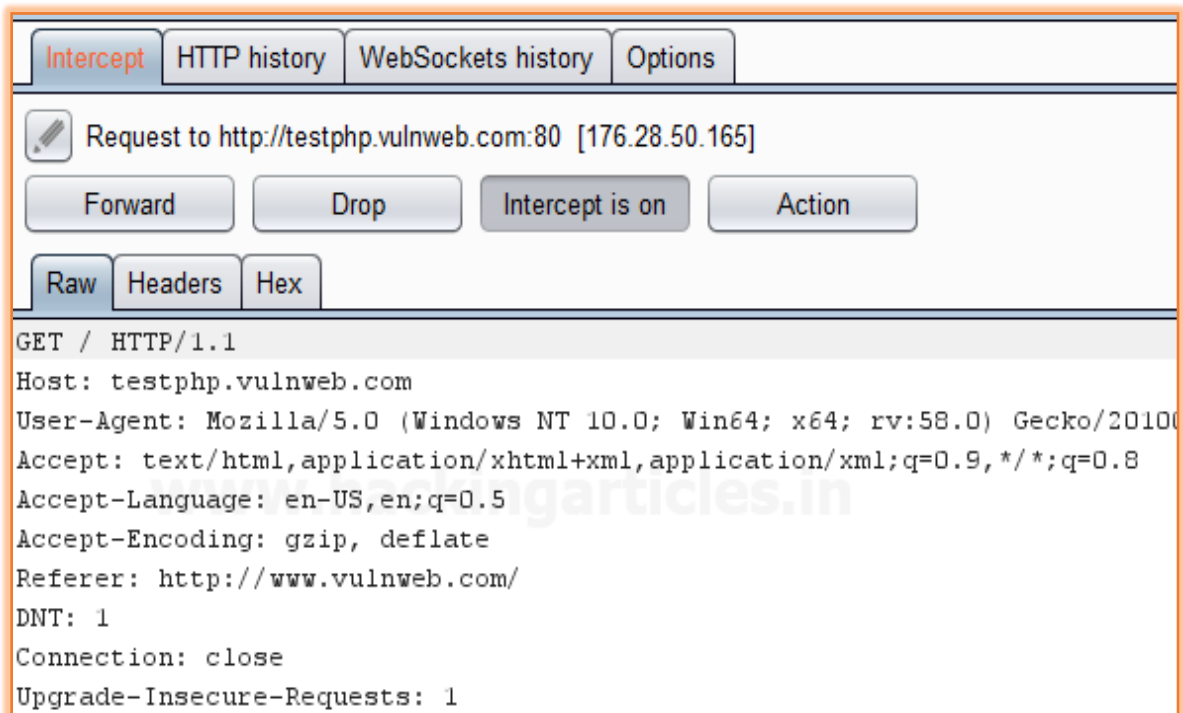 Intercept HTTP history WebSockets history Options
Request to http://testphp.vulnweb.com:80 [176.28.50.165]
Forward Drop Intercept is on Action
Raw Headers Hex
GET / HTTP/1.1
Host: testphp.vulnweb.com
User-Agent: Mozilla/5.0 (Windows NT 10.0; Win64; x64; rv:58.0) Gecko/20100
Accept: text/html,application/xhtml+xml,application/xml;q=0.9,*/*;q=0.8
www.hackingarticles.in
Accept-Language: en-US,en;q=0.5
Accept-Encoding: gzip, deflate
Referer: http://www.vulnweb.com/
DNT: 1
Connection: close
Upgrade-Insecure-Requests: 1